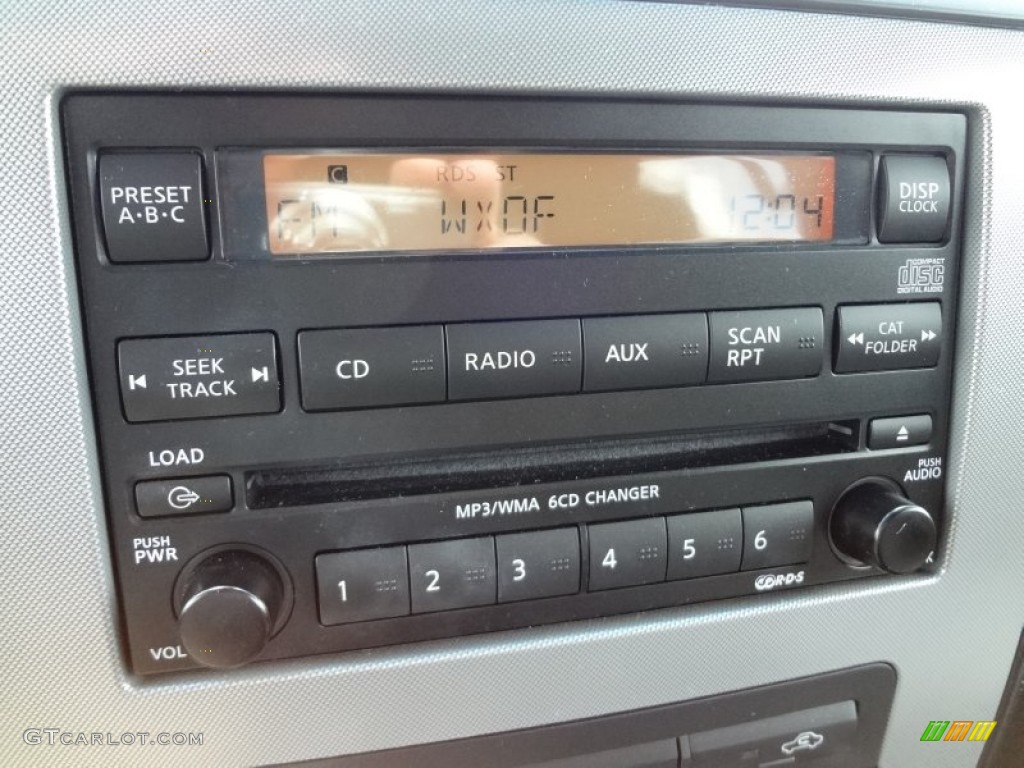 C RDS ST
FM WXOF 12:04
PRESET
A·B·C
DISP
CLOCK
COMPACT
disc
DIGITAL AUDIO
SEEK
TRACK
CD
RADIO
AUX
SCAN
RPT
CAT
FOLDER
LOAD
MP3/WMA 6CD CHANGER
PUSH
AUDIO
PUSH
PWR
VOL
1 2 3 4 5 6
R·D·S
GTCARLOT.COM